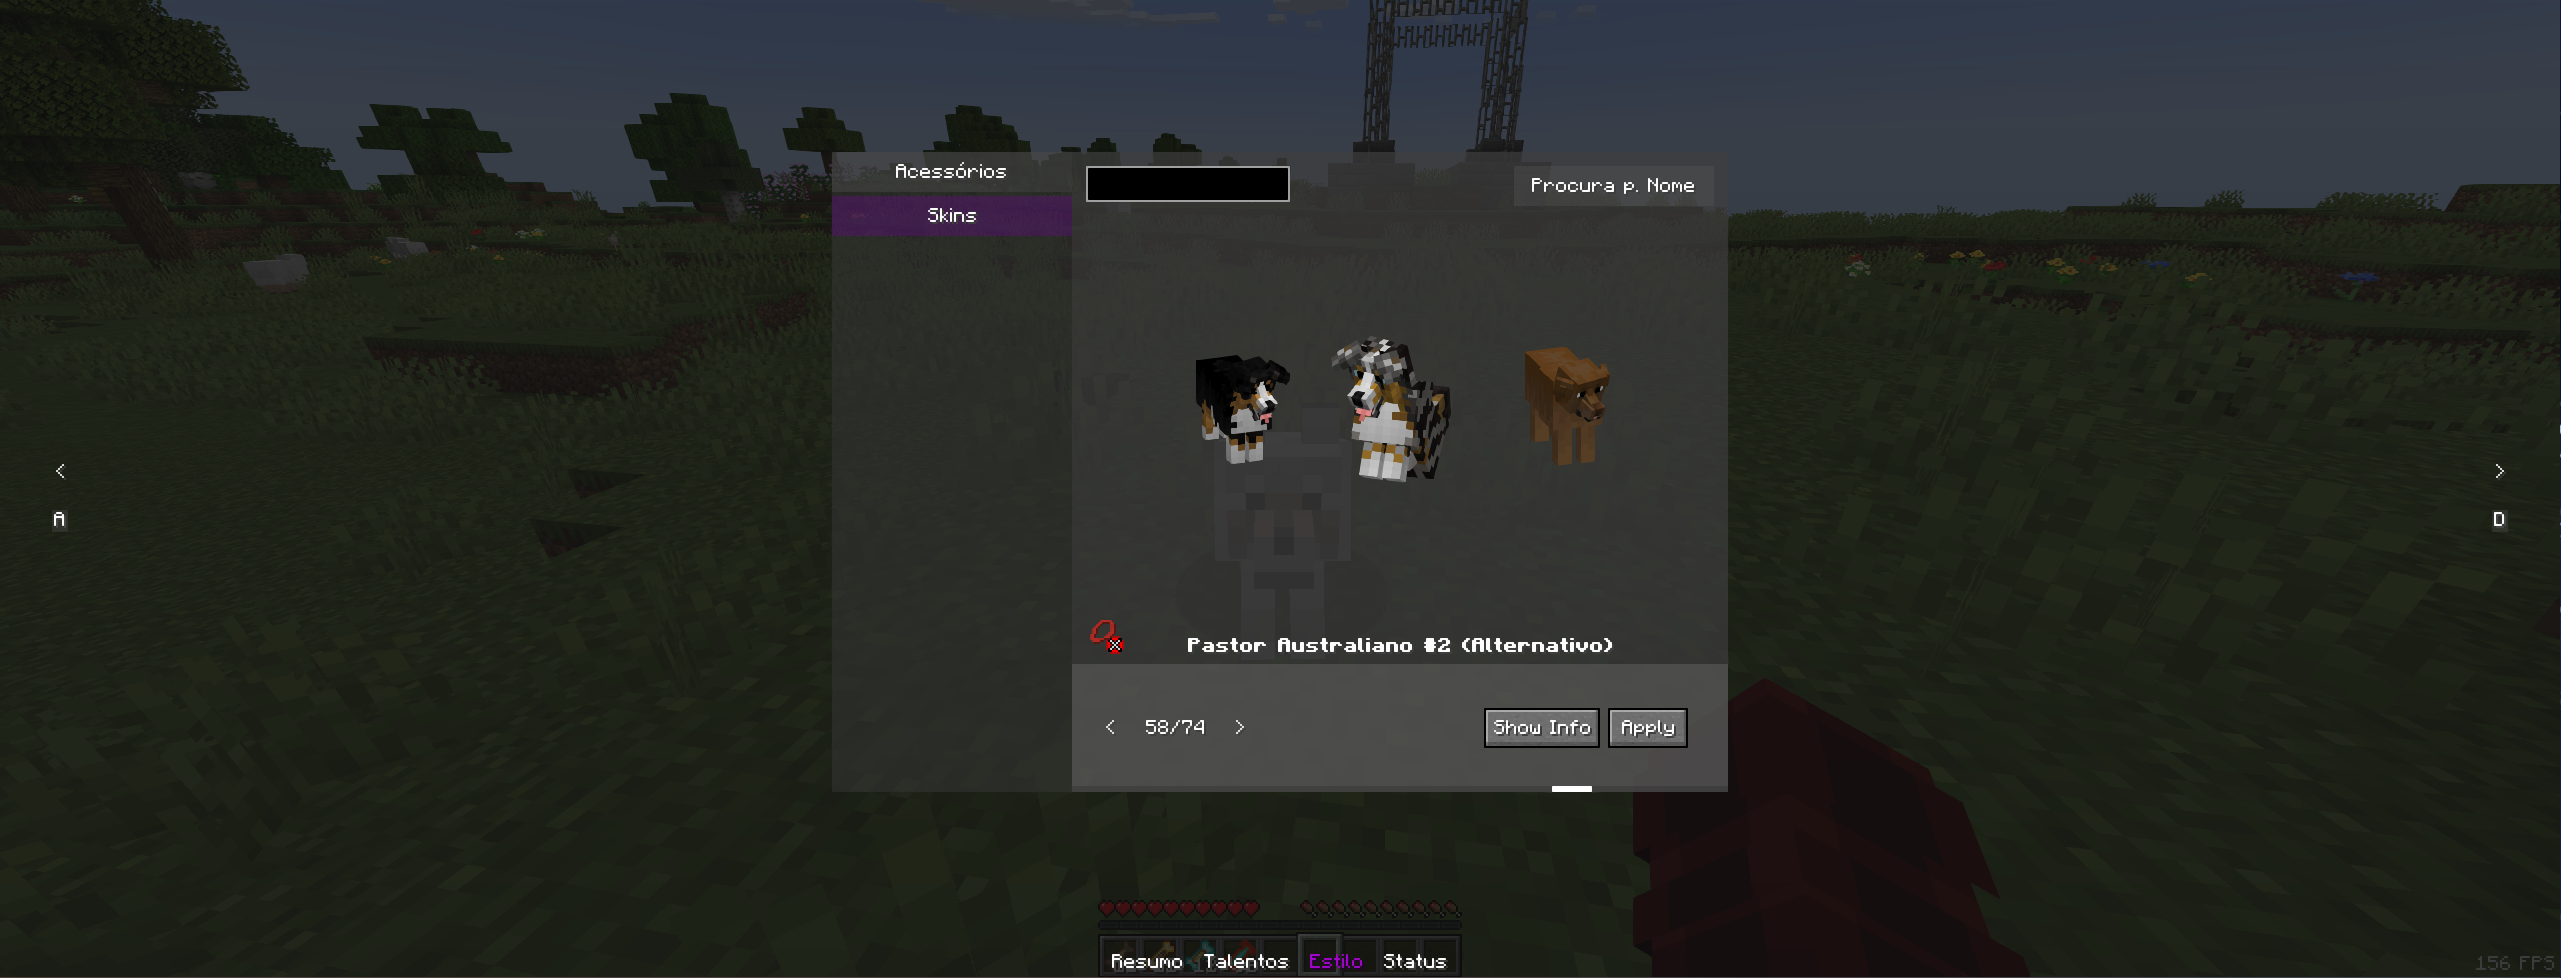 Acessórios
Procura p. Nome
Skins
<
>
A
D
Pastor Australiano #2 (Alternativo)
< 58/74 >
Show Info
Apply
Resumo Talentos Estilo Status
156 FPS